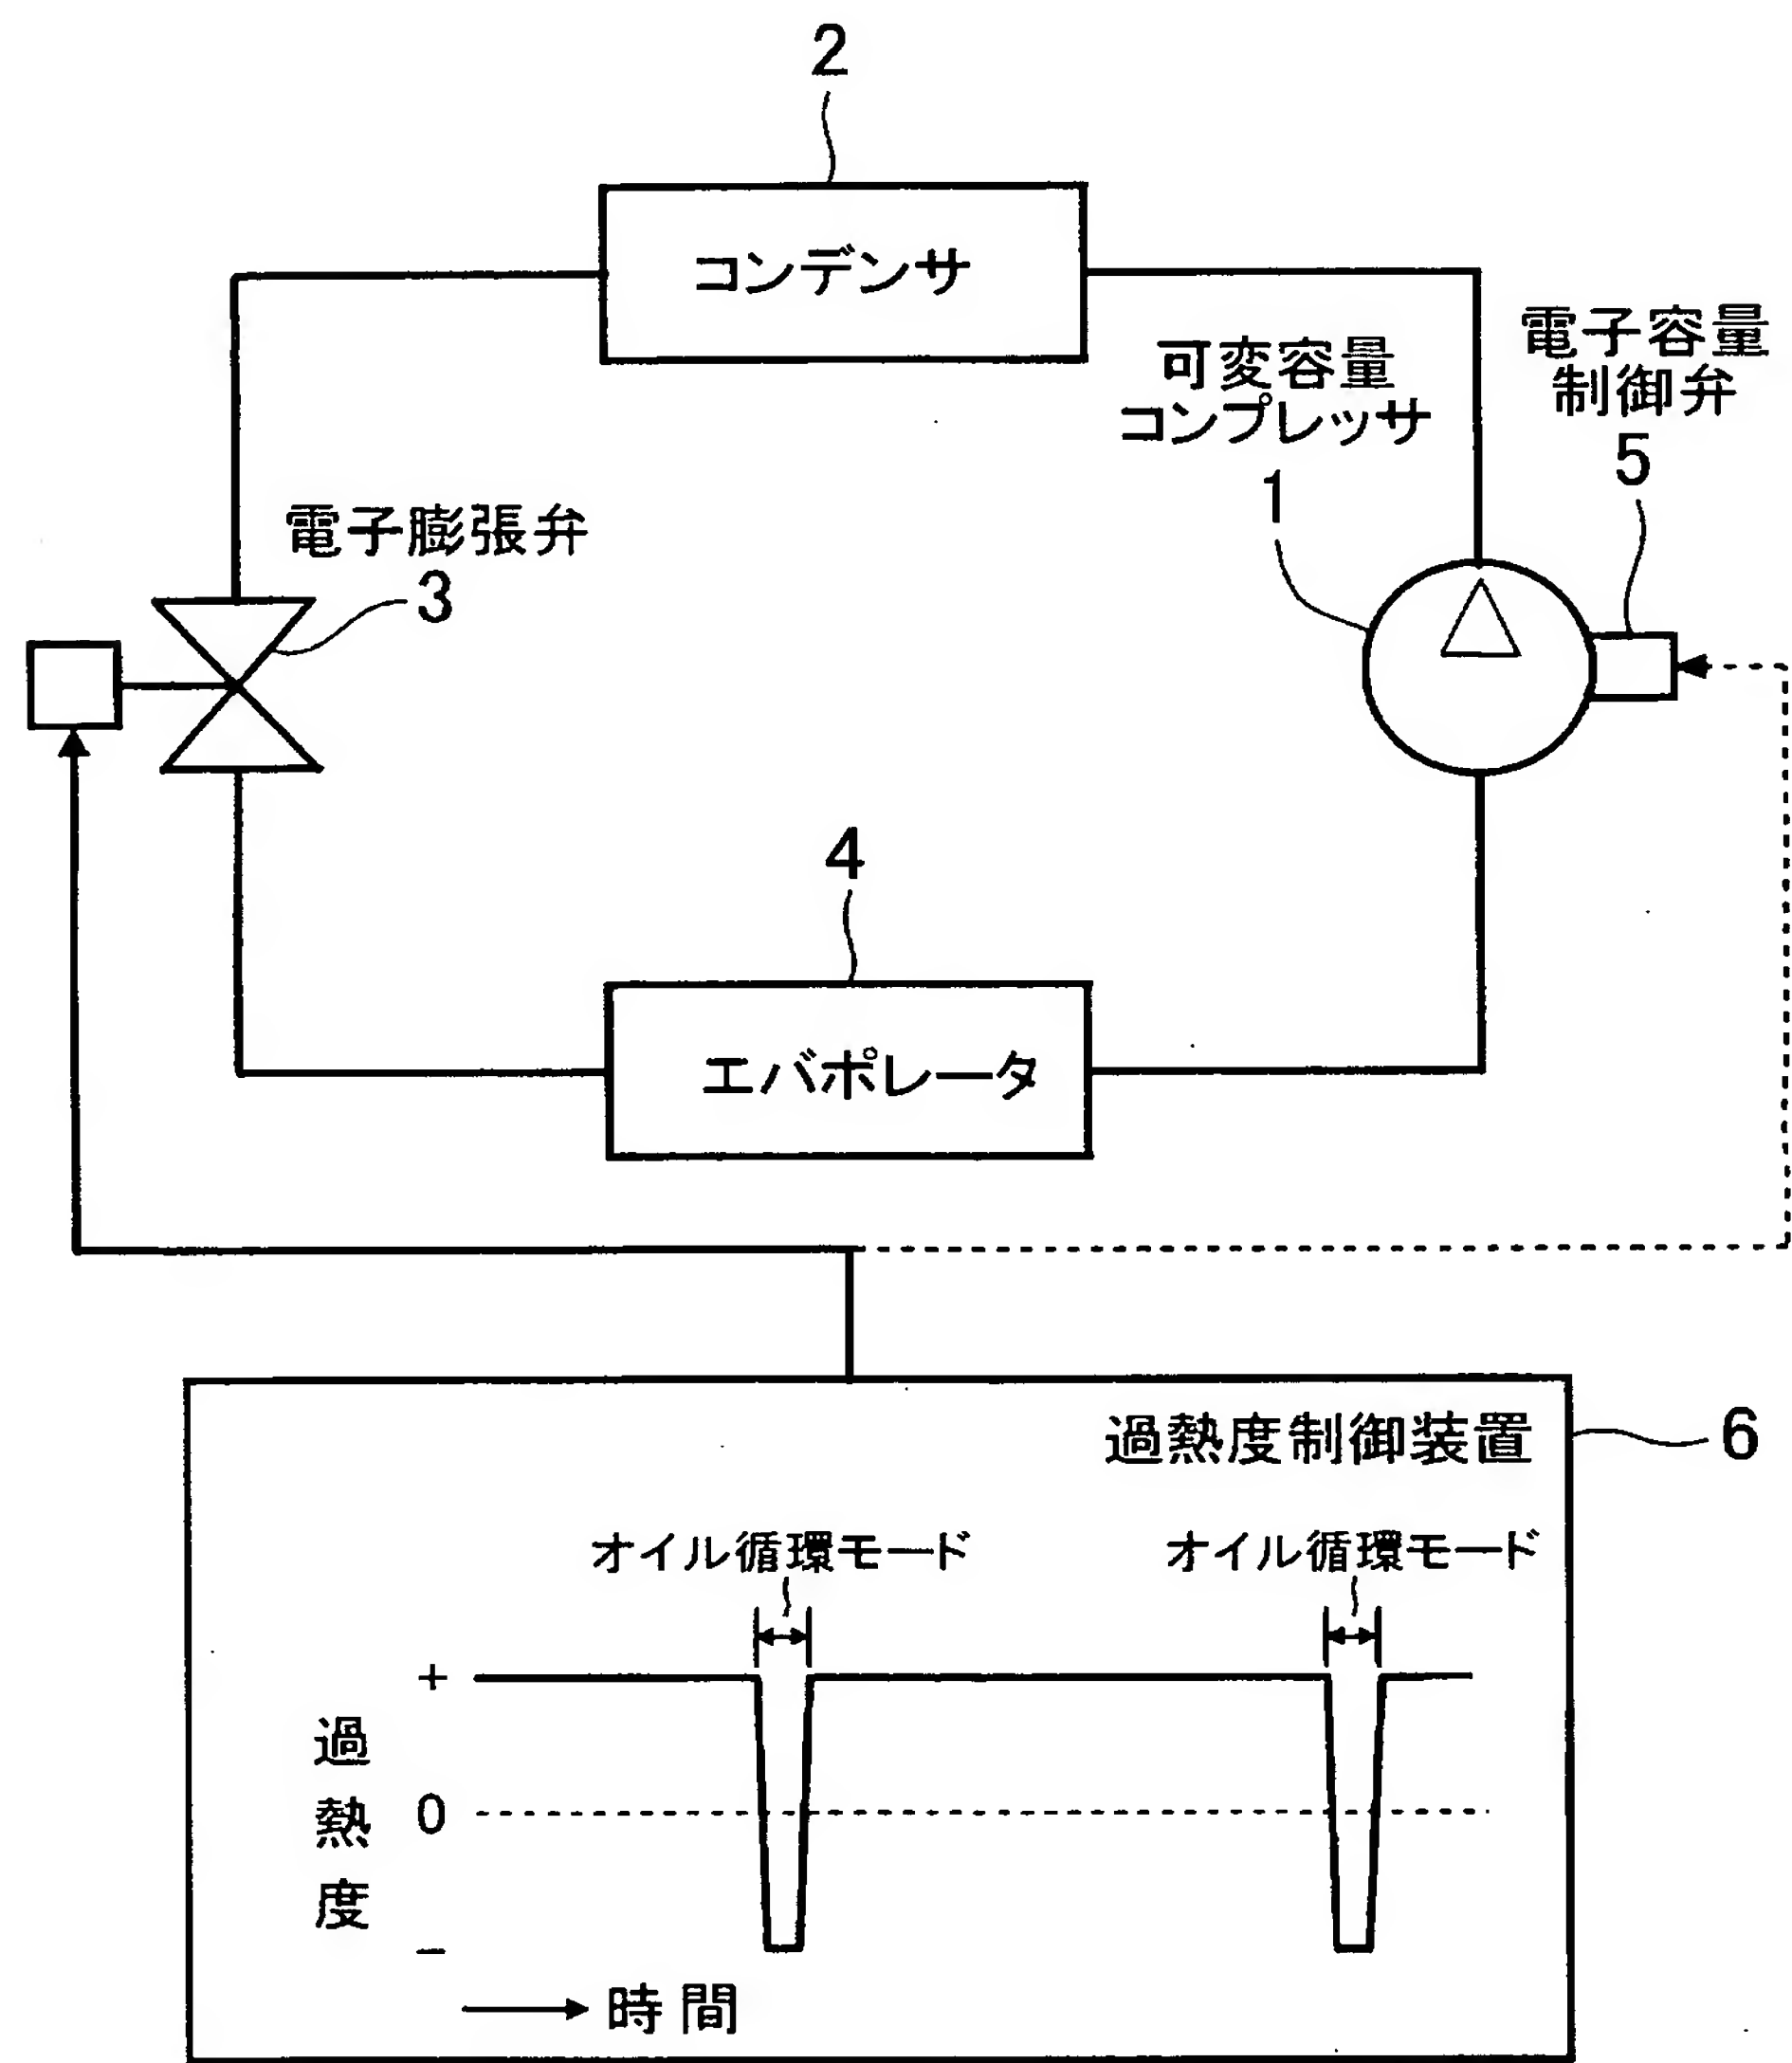 2
コンデンサ
可変容量
コンプレッサ
1
電子容量
制御弁
5
電子膨張弁
3
4
エバポレータ
過熱度制御装置
6
オイル循環モード
オイル循環モード
+
過熱度
0
−
時間